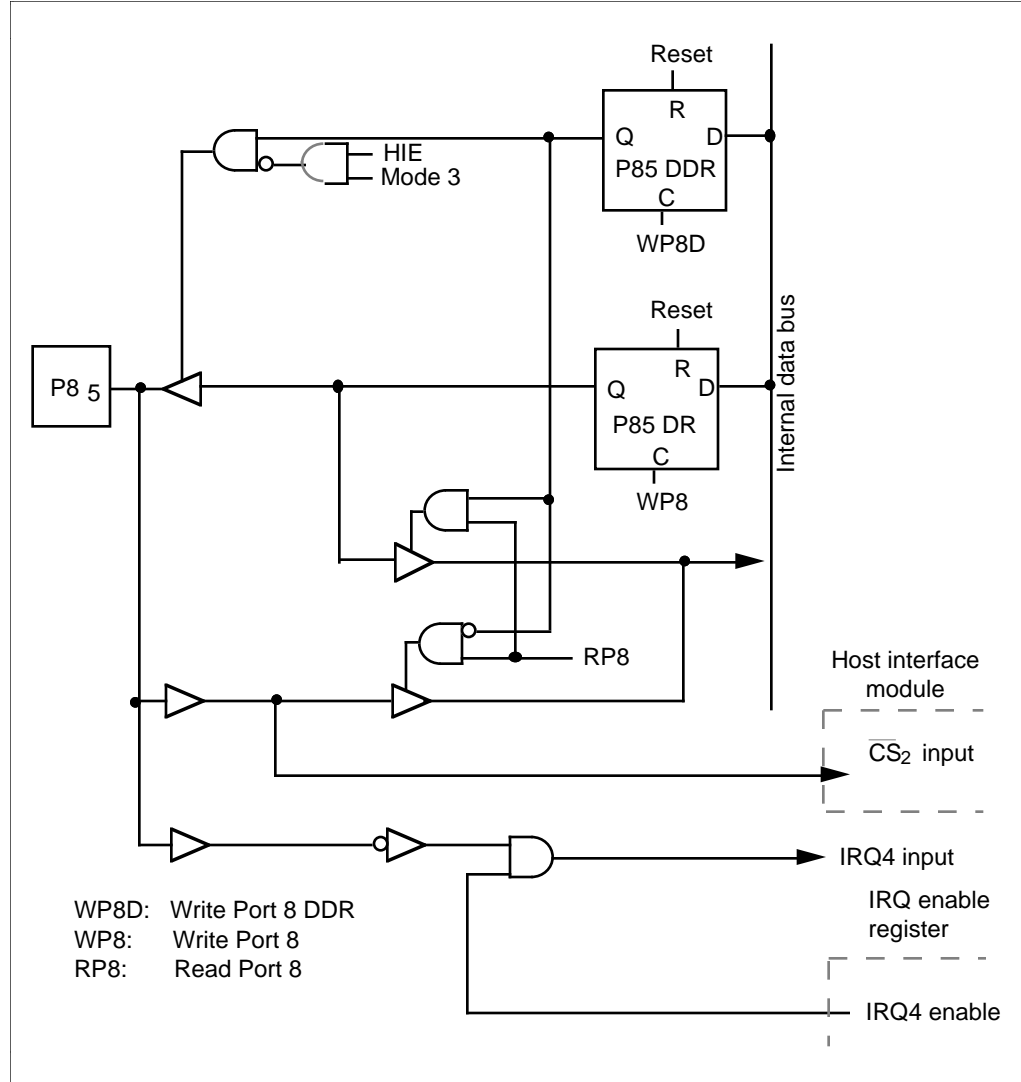 Reset
R
Q
D
P85 DDR
C
WP8D
HIE
Mode 3
Internal data bus
Reset
R
Q
D
P85 DR
C
WP8
P8 5
RP8
Host interface
module
CS2 input
IRQ4 input
IRQ enable
register
IRQ4 enable
WP8D: Write Port 8 DDR
WP8: Write Port 8
RP8: Read Port 8